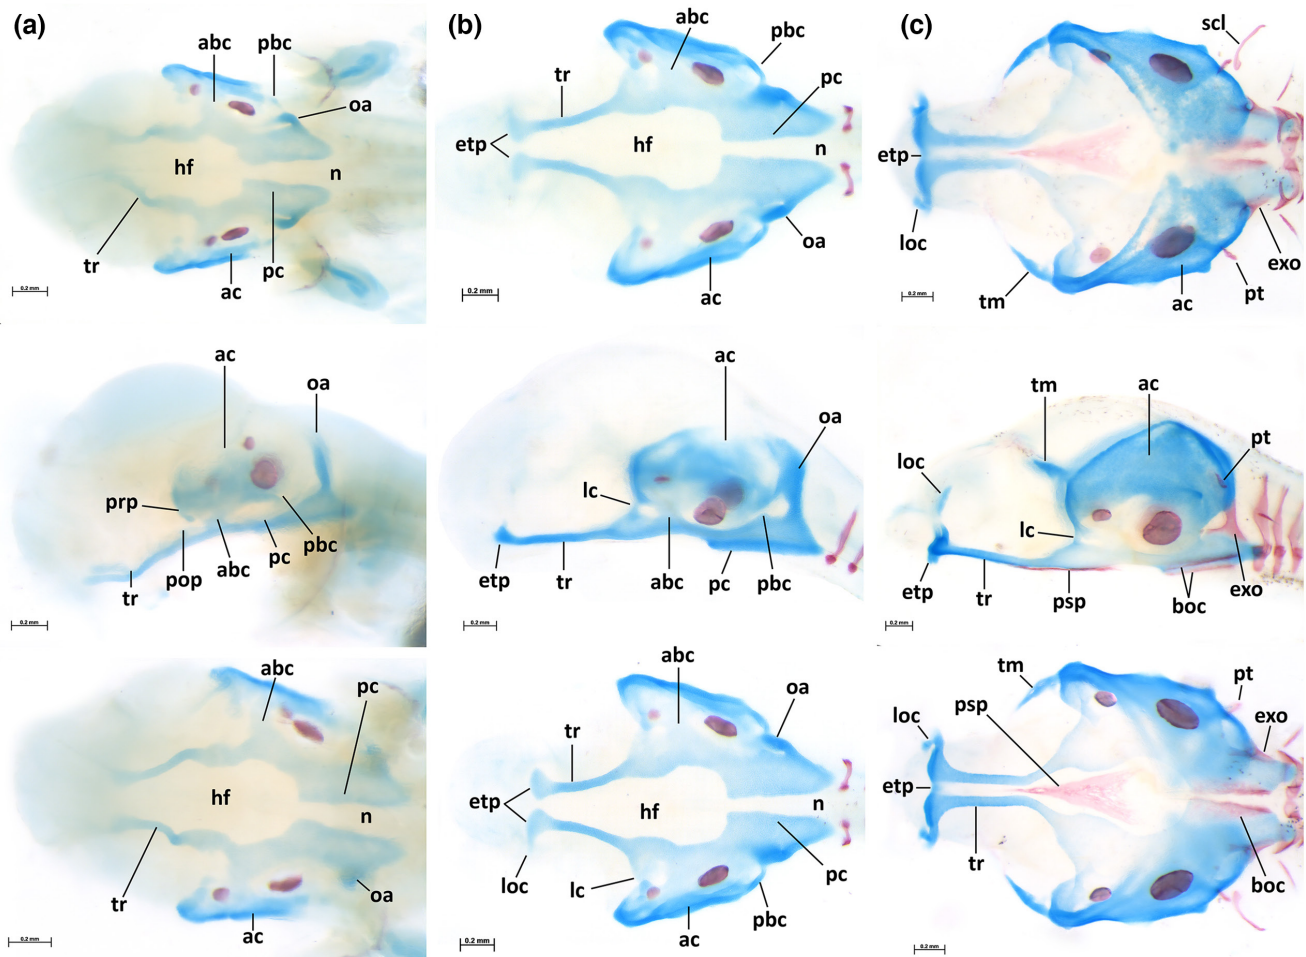 (a)
abc
pbc
oa
hf
n
tr
pc
ac
0.2 mm
(b)
abc
pbc
tr
pc
etp
hf
n
oa
ac
0.2 mm
(c)
scl
etp
loc
tm
ac
pt
exo
0.2 mm
ac
oa
prp
pop
abc
pc
pbc
tr
0.2 mm
ac
oa
lc
etp
tr
abc
pc
pbc
0.2 mm
tm
ac
pt
loc
lc
etp
tr
psp
boc
exo
0.2 mm
abc
pc
hf
n
tr
oa
ac
0.2 mm
abc
oa
tr
etp
hf
n
loc
lc
pc
pbc
ac
0.2 mm
tm
pt
psp
loc
exo
etp
tr
boc
0.2 mm